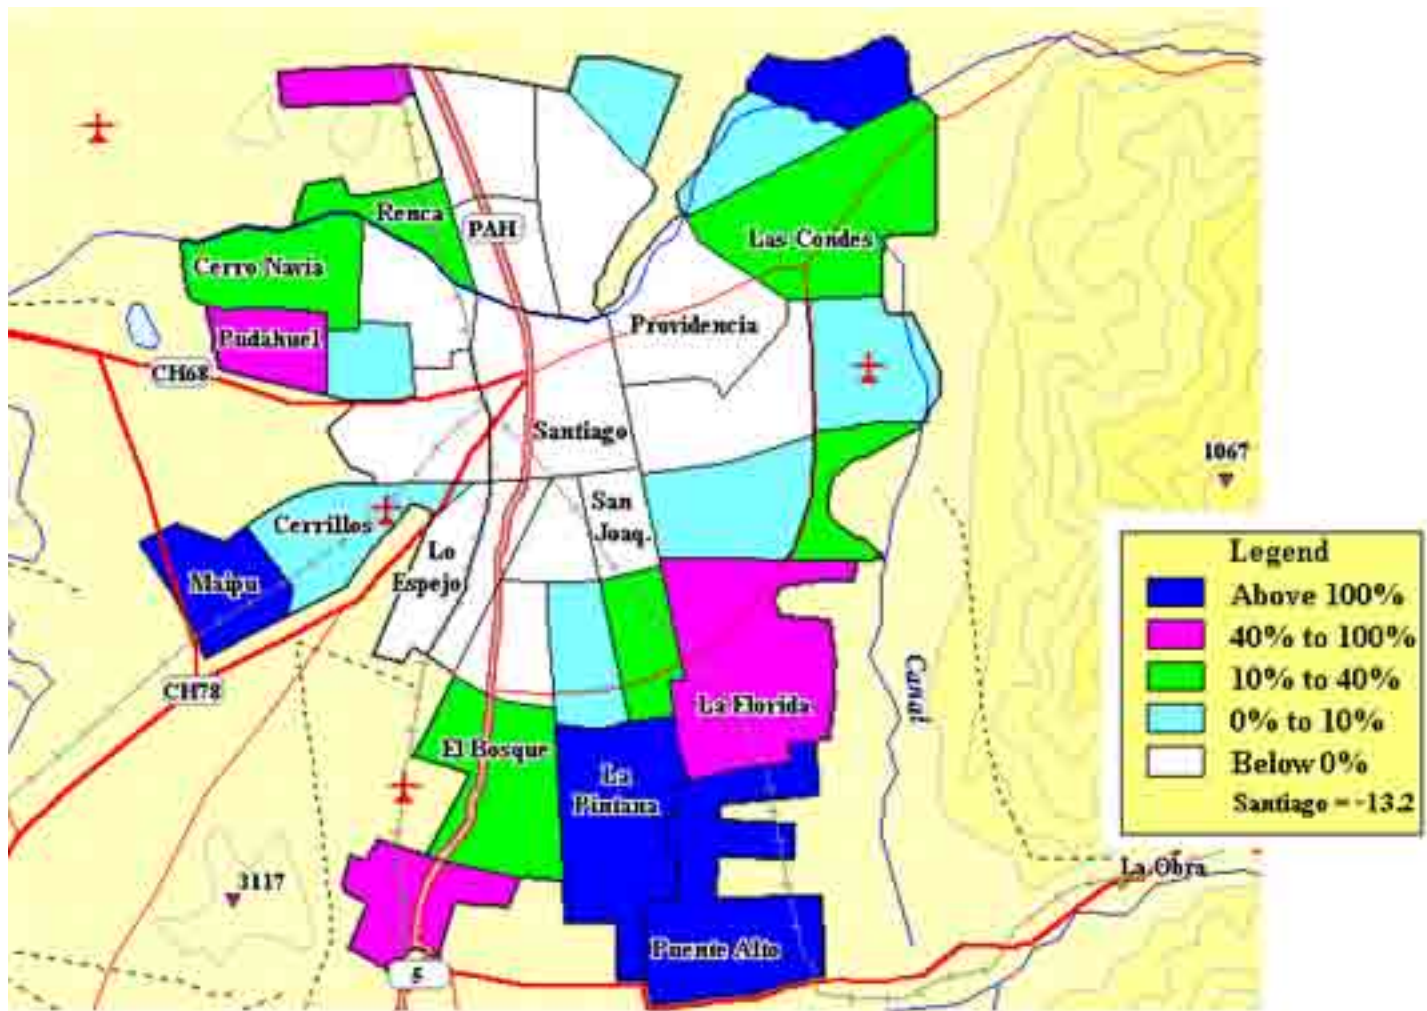 Renca
PAH
Las Condes
Cerro Navia
Providencia
Pudahuel
CH68
Santiago
1067
San
Joaq.
Cerrillos
Lo
Espejo
Maipu
Legend
Above 100%
40% to 100%
10% to 40%
0% to 10%
Below 0%
Santiago = -13.2
CH78
Canal
La Florida
El Bosque
La
Pintana
La Obra
3117
Puente Alto
5